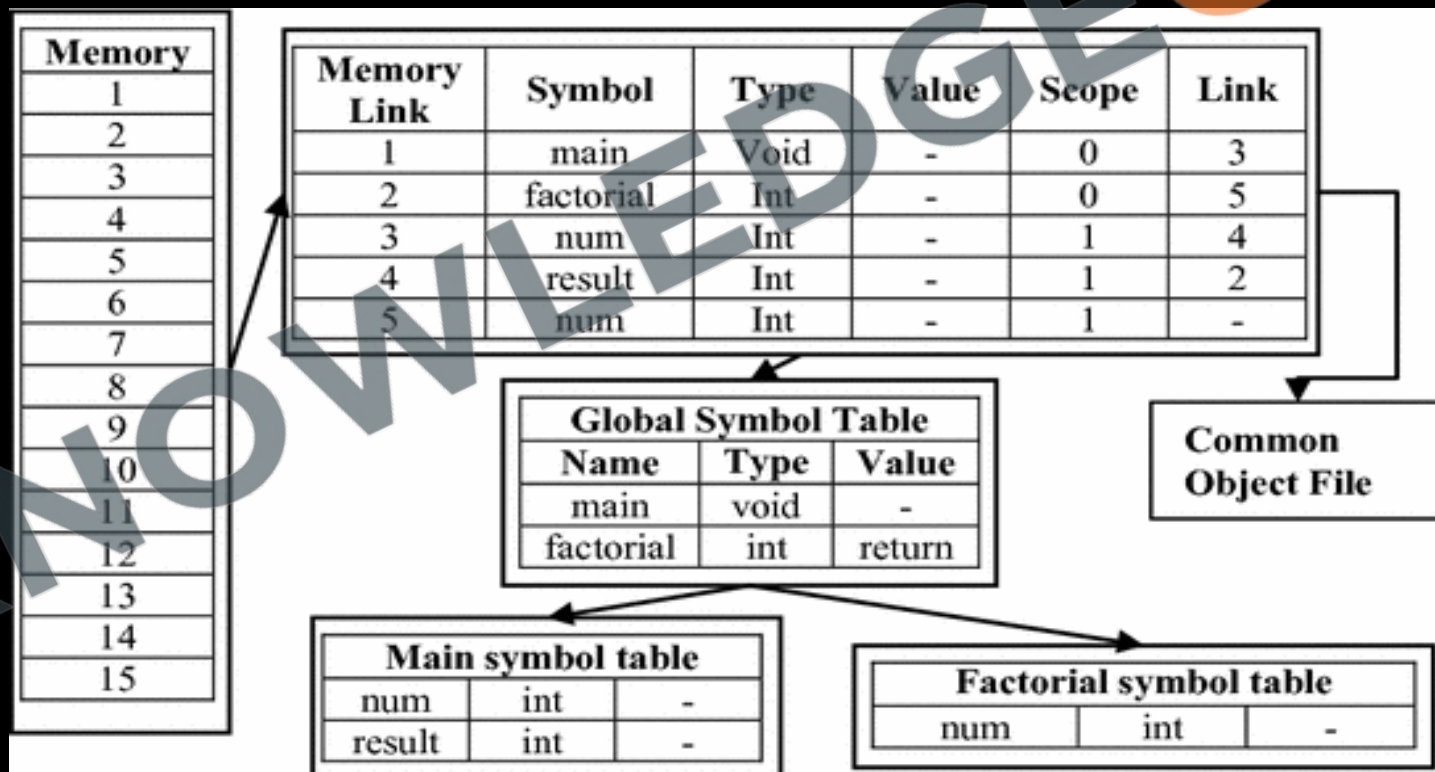 Memory
1
2
3
4
5
6
7
8
9
10
11
12
13
14
15
Memory Link Symbol Type Value Scope Link
1 main Void - 0 3
2 factorial Int - 0 5
3 num Int - 1 4
4 result Int - 1 2
5 num Int - 1 -
Global Symbol Table
Name Type Value
main void -
factorial int return
Common
Object File
Main symbol table
num int -
result int -
Factorial symbol table
num int -
NOWLEDGE